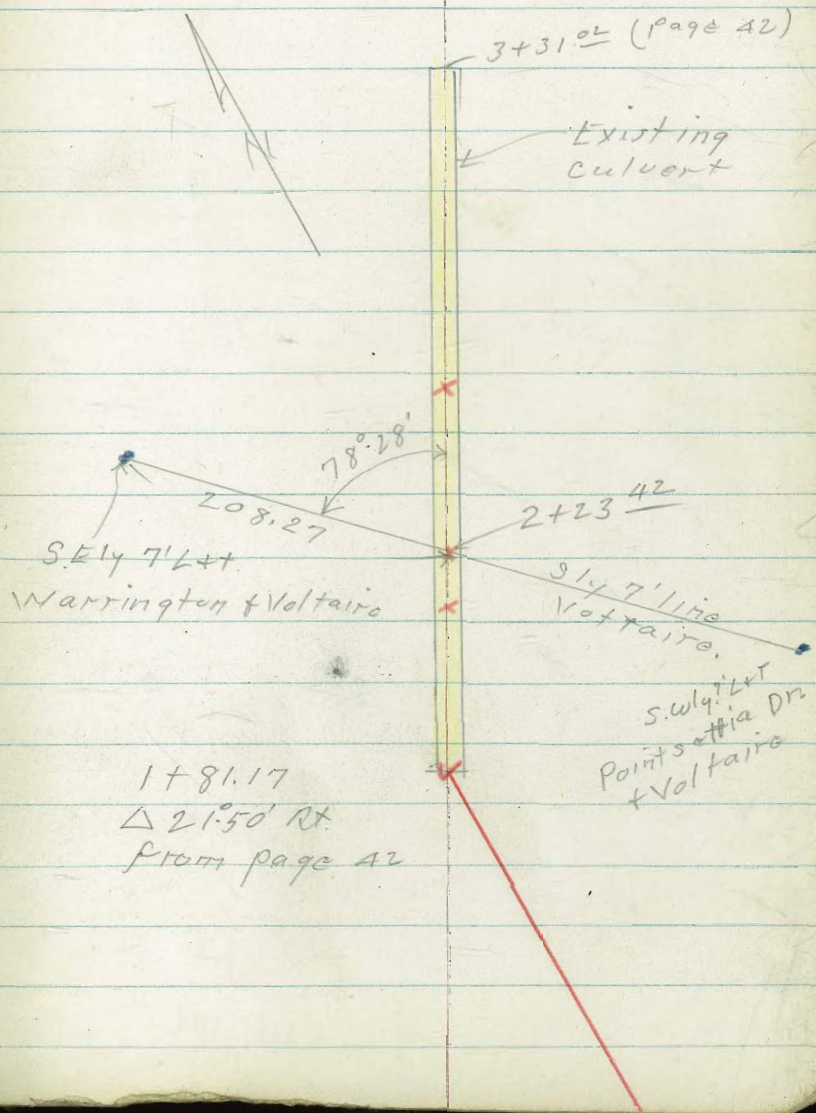 3+31.02 (Page 42)
N
Existing
culvert
78°28'
208.27
2+23 42
S.Ely 7' L+t
Warrington & Voltaire
Sly 7' line
Voltaire.
S.Wly 7' L+T
Poinsettia Dr.
& Voltaire
1+81.17
Δ 21°50' Rt.
from page 42